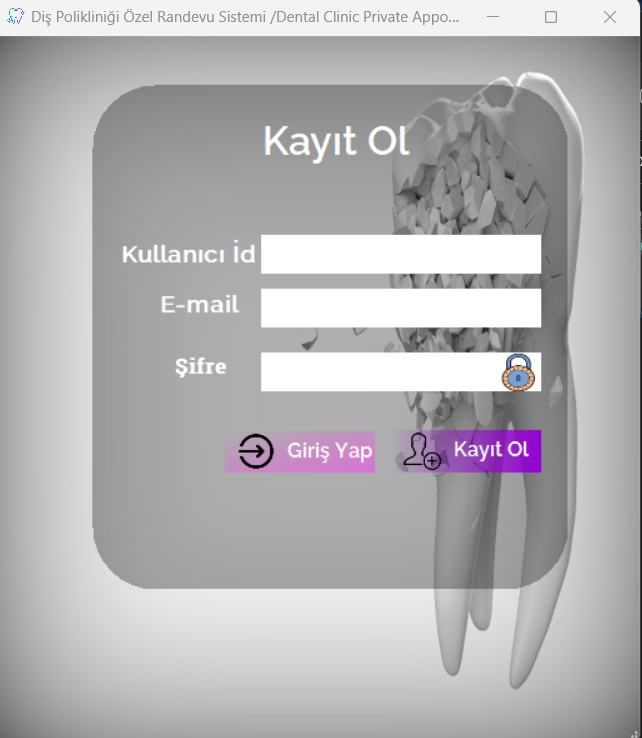 Diş Polikliniği Özel Randevu Sistemi /Dental Clinic Private Appo...
Kayıt Ol
Kullanıcı İd
E-mail
Şifre
Giriş Yap
Kayıt Ol